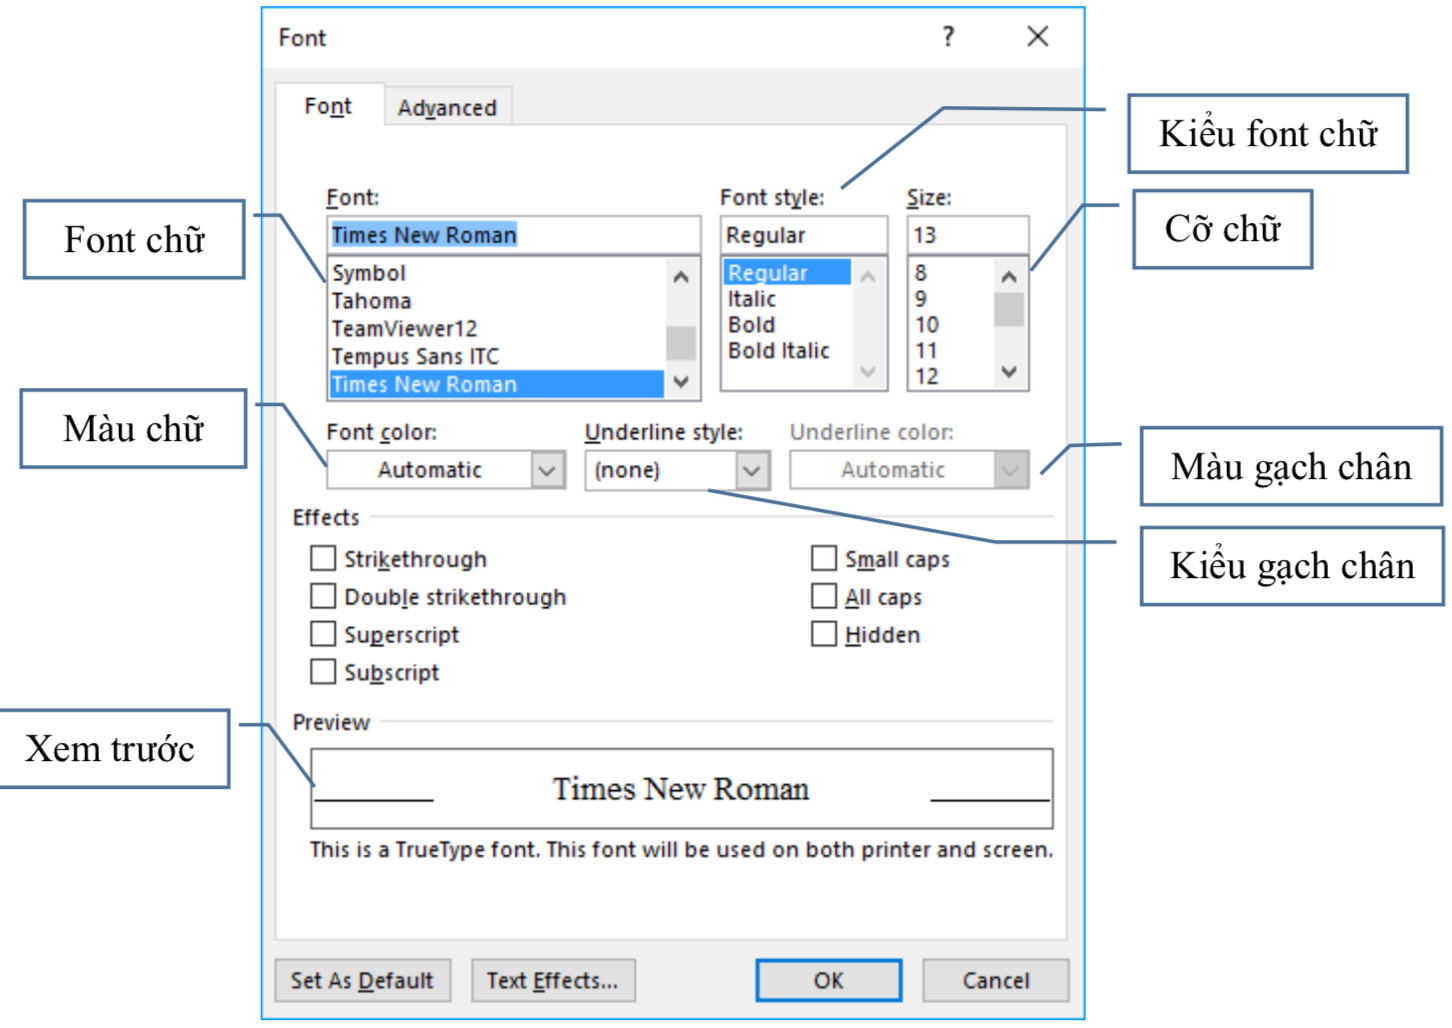 Font
?
Font
Advanced
Kiểu font chữ
Font:
Font style:
Size:
Font chữ
Cỡ chữ
Times New Roman
Regular
13
Symbol
Tahoma
TeamViewer12
Tempus Sans ITC
Times New Roman
Regular
Italic
Bold
Bold Italic
8
9
10
11
12
Màu chữ
Font color:
Underline style:
Underline color:
Automatic
(none)
Automatic
Màu gạch chân
Effects
Strikethrough
Double strikethrough
Superscript
Subscript
Small caps
All caps
Hidden
Kiểu gạch chân
Preview
Xem trước
Times New Roman
This is a TrueType font. This font will be used on both printer and screen.
Set As Default
Text Effects...
OK
Cancel